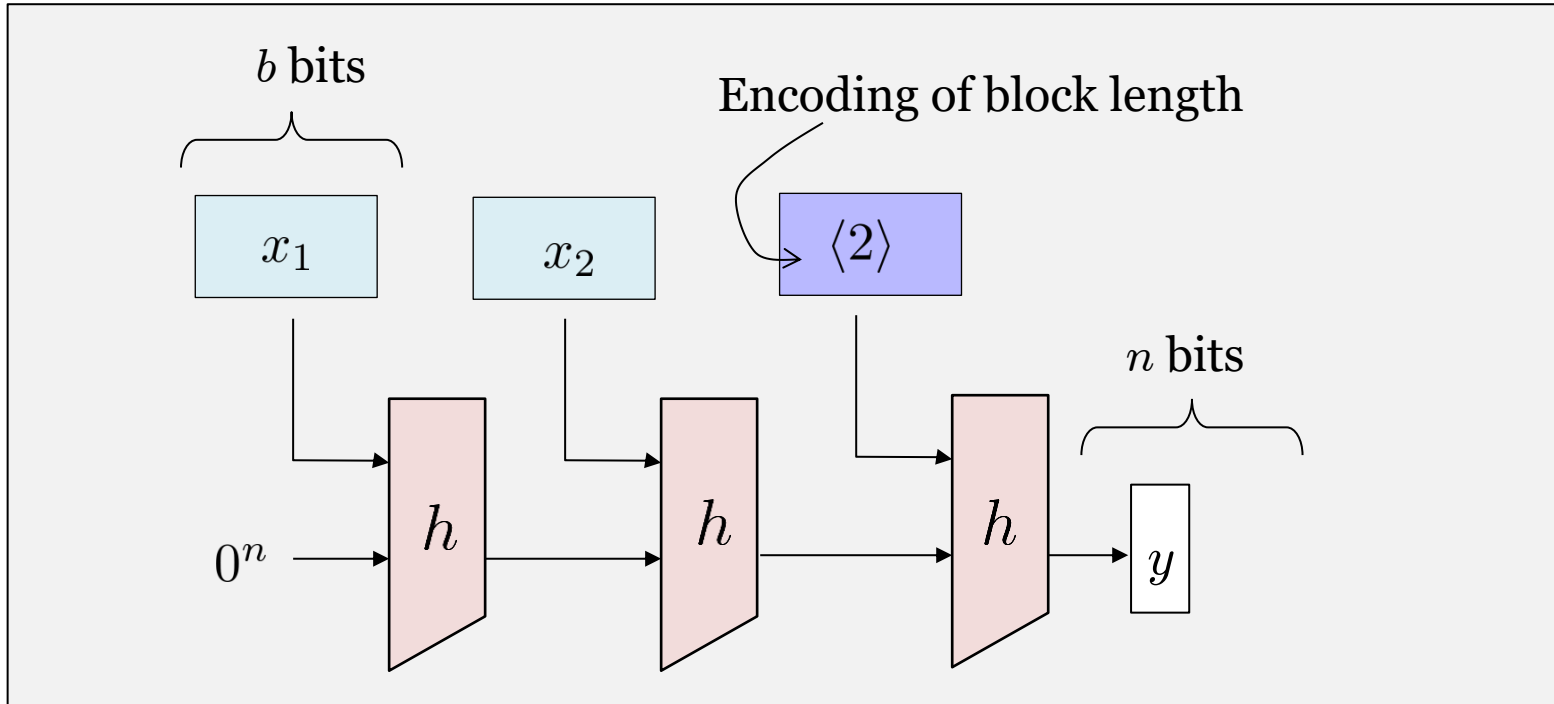 b bits
Encoding of block length
x₁
x₂
⟨2⟩
n bits
h
h
h
0ⁿ
y